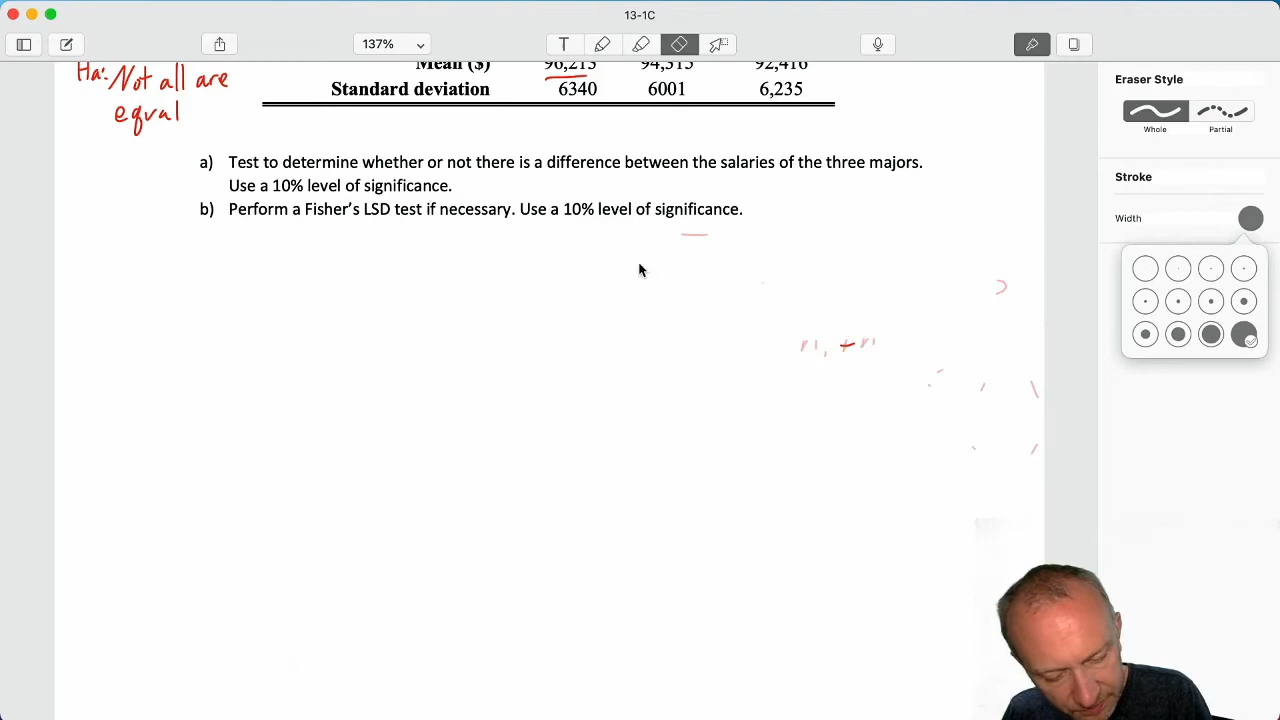 13-1C
137%
T
Ha: Not all are
equal
Mean ($) 96,213 94,515 92,416
Standard deviation 6340 6001 6,235
a) Test to determine whether or not there is a difference between the salaries of the three majors.
Use a 10% level of significance.
b) Perform a Fisher's LSD test if necessary. Use a 10% level of significance.
Eraser Style
Whole Partial
Stroke
Width